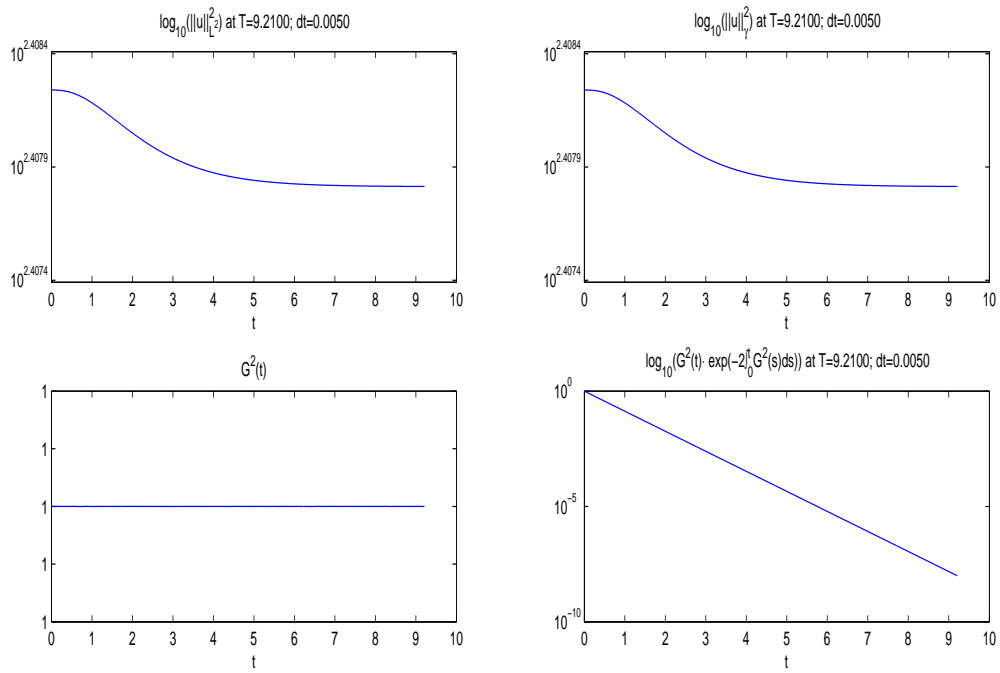 log10(||u||²L²) at T=9.2100; dt=0.0050
10^2.4084
10^2.4079
10^2.4074
0 1 2 3 4 5 6 7 8 9 10
t
log10(||u||²γ) at T=9.2100; dt=0.0050
10^2.4084
10^2.4079
10^2.4074
0 1 2 3 4 5 6 7 8 9 10
t
G²(t)
1
1
1
1
1
0 1 2 3 4 5 6 7 8 9 10
t
log10(G²(t)· exp(−2∫₀ᵗG²(s)ds)) at T=9.2100; dt=0.0050
10^0
10^−5
10^−10
0 1 2 3 4 5 6 7 8 9 10
t